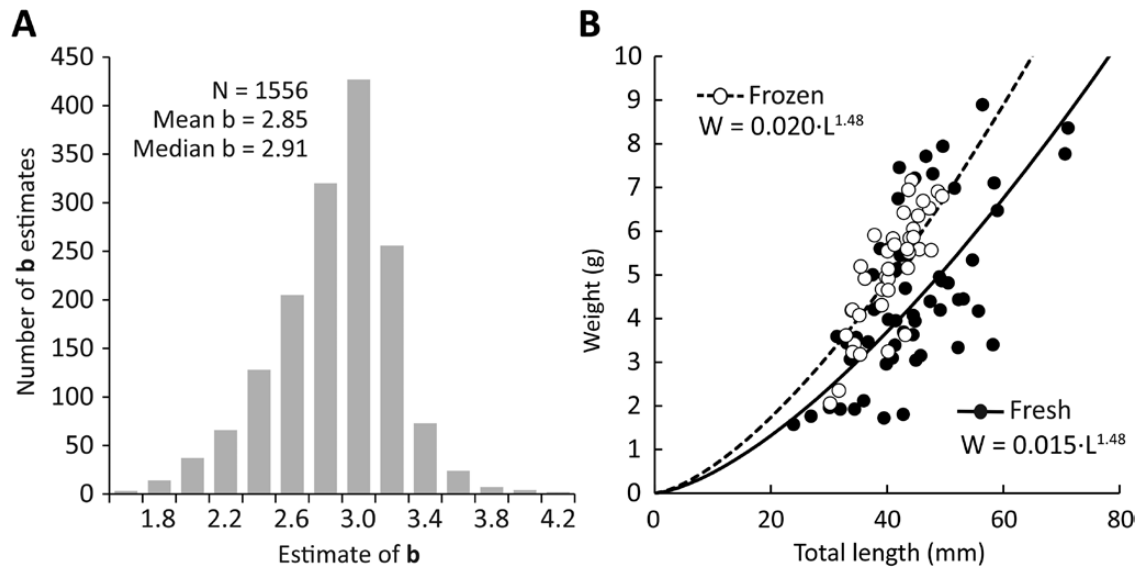 A
450
400
350
300
250
200
150
100
50
0
Number of b estimates
N = 1556
Mean b = 2.85
Median b = 2.91
1.8 2.2 2.6 3.0 3.4 3.8 4.2
Estimate of b
B
10
9
8
7
6
5
4
3
2
1
0
Weight (g)
Frozen
W = 0.020·L^1.48
Fresh
W = 0.015·L^1.48
0 20 40 60 80
Total length (mm)